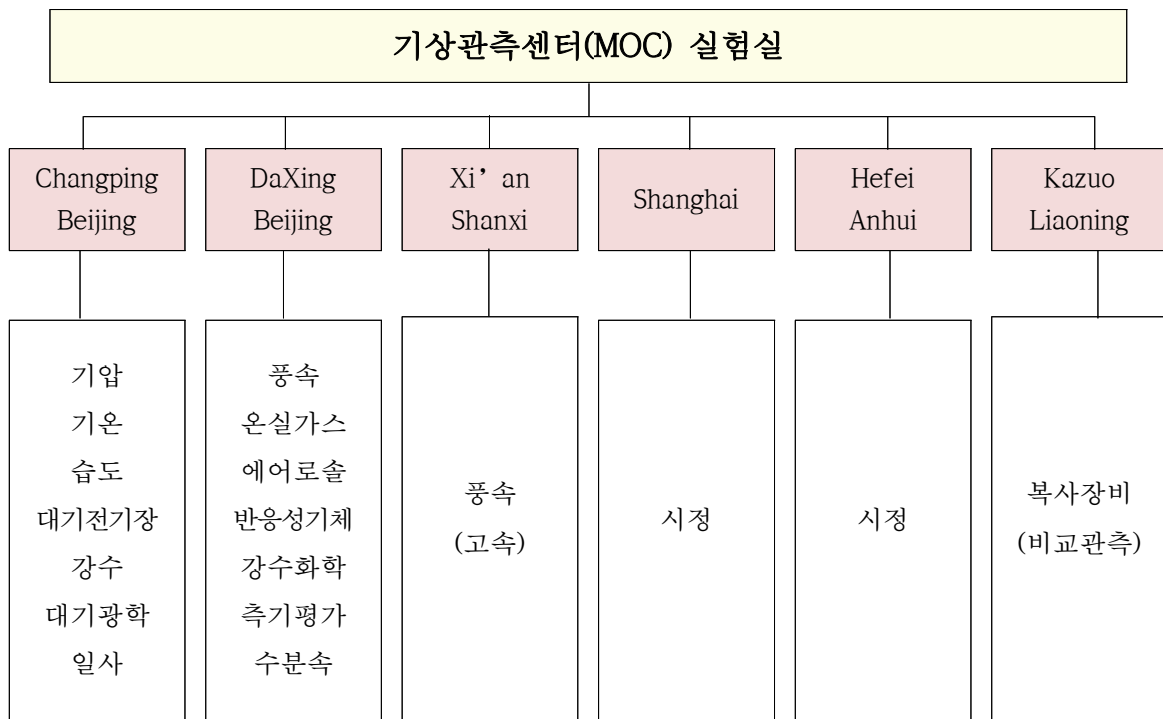 기상관측센터(MOC) 실험실
Changping
Beijing
DaXing
Beijing
Xi’ an
Shanxi
Shanghai
Hefei
Anhui
Kazuo
Liaoning
기압
기온
습도
대기전기장
강수
대기광학
일사
풍속
온실가스
에어로솔
반응성기체
강수화학
측기평가
수분속
풍속
(고속)
시정
시정
복사장비
(비교관측)